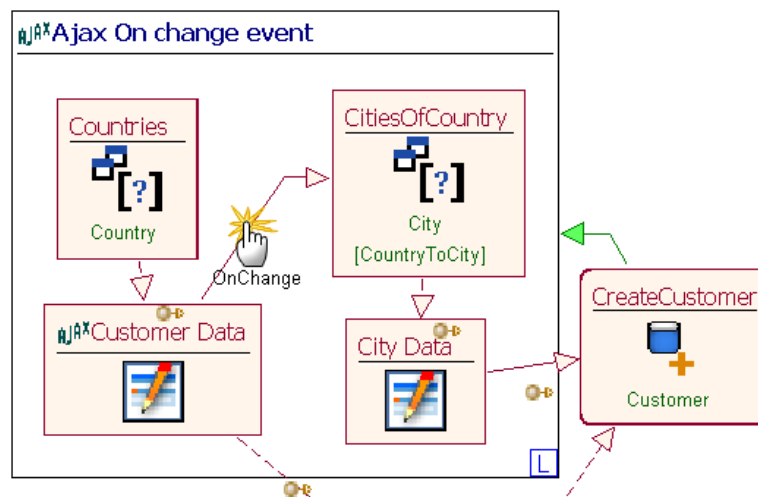 AJAX Ajax On change event
Countries
[?]
Country
CitiesOfCountry
[?]
City
[CountryToCity]
OnChange
AJAX Customer Data
City Data
CreateCustomer
Customer
L